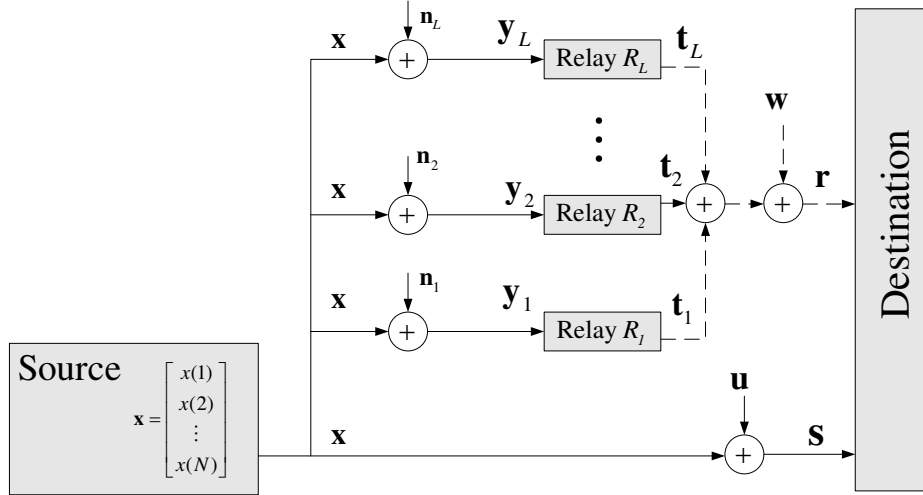 n_L
x
y_L
Relay R_L
t_L
w
n_2
x
y_2
Relay R_2
t_2
r
n_1
x
y_1
Relay R_1
t_1
Destination
Source
x = [x(1) x(2) ⋮ x(N)]
x
u
s
+
+
+
+
+
+